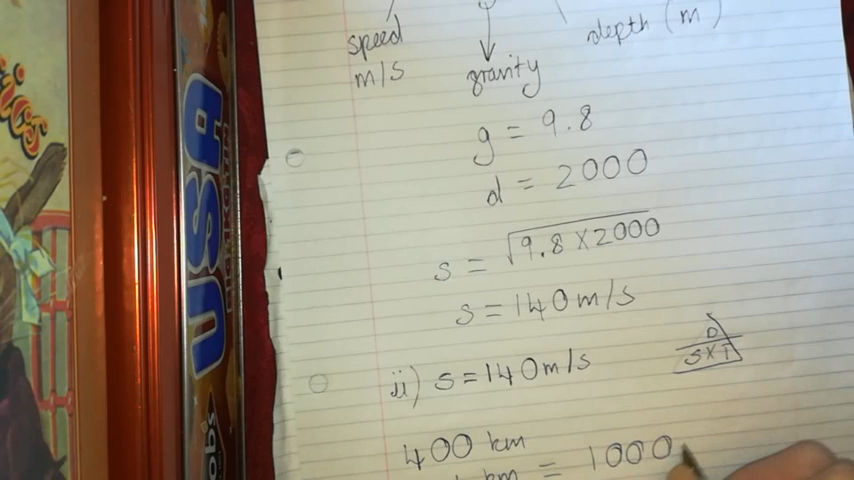 speed
m/s
gravity
depth (m)
g = 9.8
d = 2000
s = √9.8 X 2000
s = 140 m/s
ii) s = 140 m/s
D
S X T
400 km
km = 1000
USA